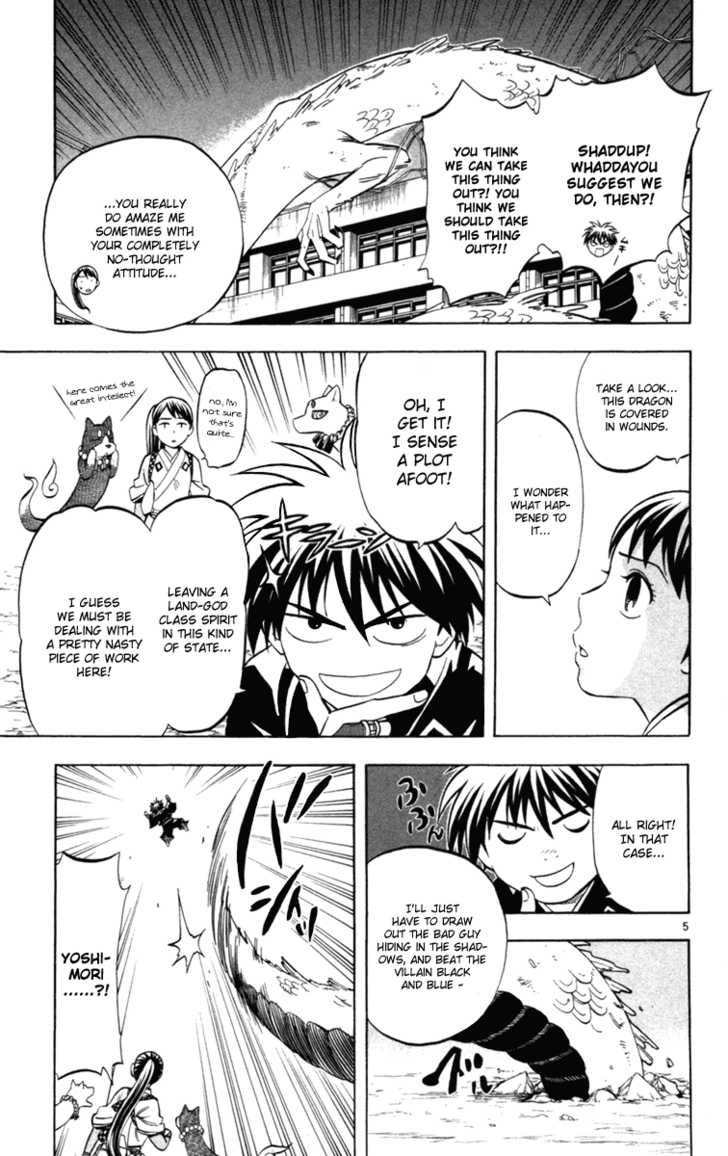 SHADDUP!
WHADDAYOU
SUGGEST WE
DO, THEN?!
YOU THINK
WE CAN TAKE
THIS THING
OUT?! YOU
THINK WE
SHOULD TAKE
THIS THING
OUT?!!
...YOU REALLY
DO AMAZE ME
SOMETIMES WITH
YOUR COMPLETELY
NO-THOUGHT
ATTITUDE...
TAKE A LOOK...
THIS DRAGON
IS COVERED
IN WOUNDS.
I WONDER
WHAT HAP-
PENED TO
IT...
OH, I
GET IT!
I SENSE
A PLOT
AFOOT!
no, I'm
not sure
that's
quite...
here comes the
great intellect!
LEAVING A
LAND-GOD
CLASS SPIRIT
IN THIS KIND
OF STATE...
I GUESS
WE MUST BE
DEALING WITH
A PRETTY NASTY
PIECE OF WORK
HERE!
ALL RIGHT!
IN THAT
CASE...
ふふん
5
I'LL JUST
HAVE TO DRAW
OUT THE BAD GUY
HIDING IN THE SHAD-
OWS, AND BEAT THE
VILLAIN BLACK
AND BLUE -
YOSHI-
MORI
......?!